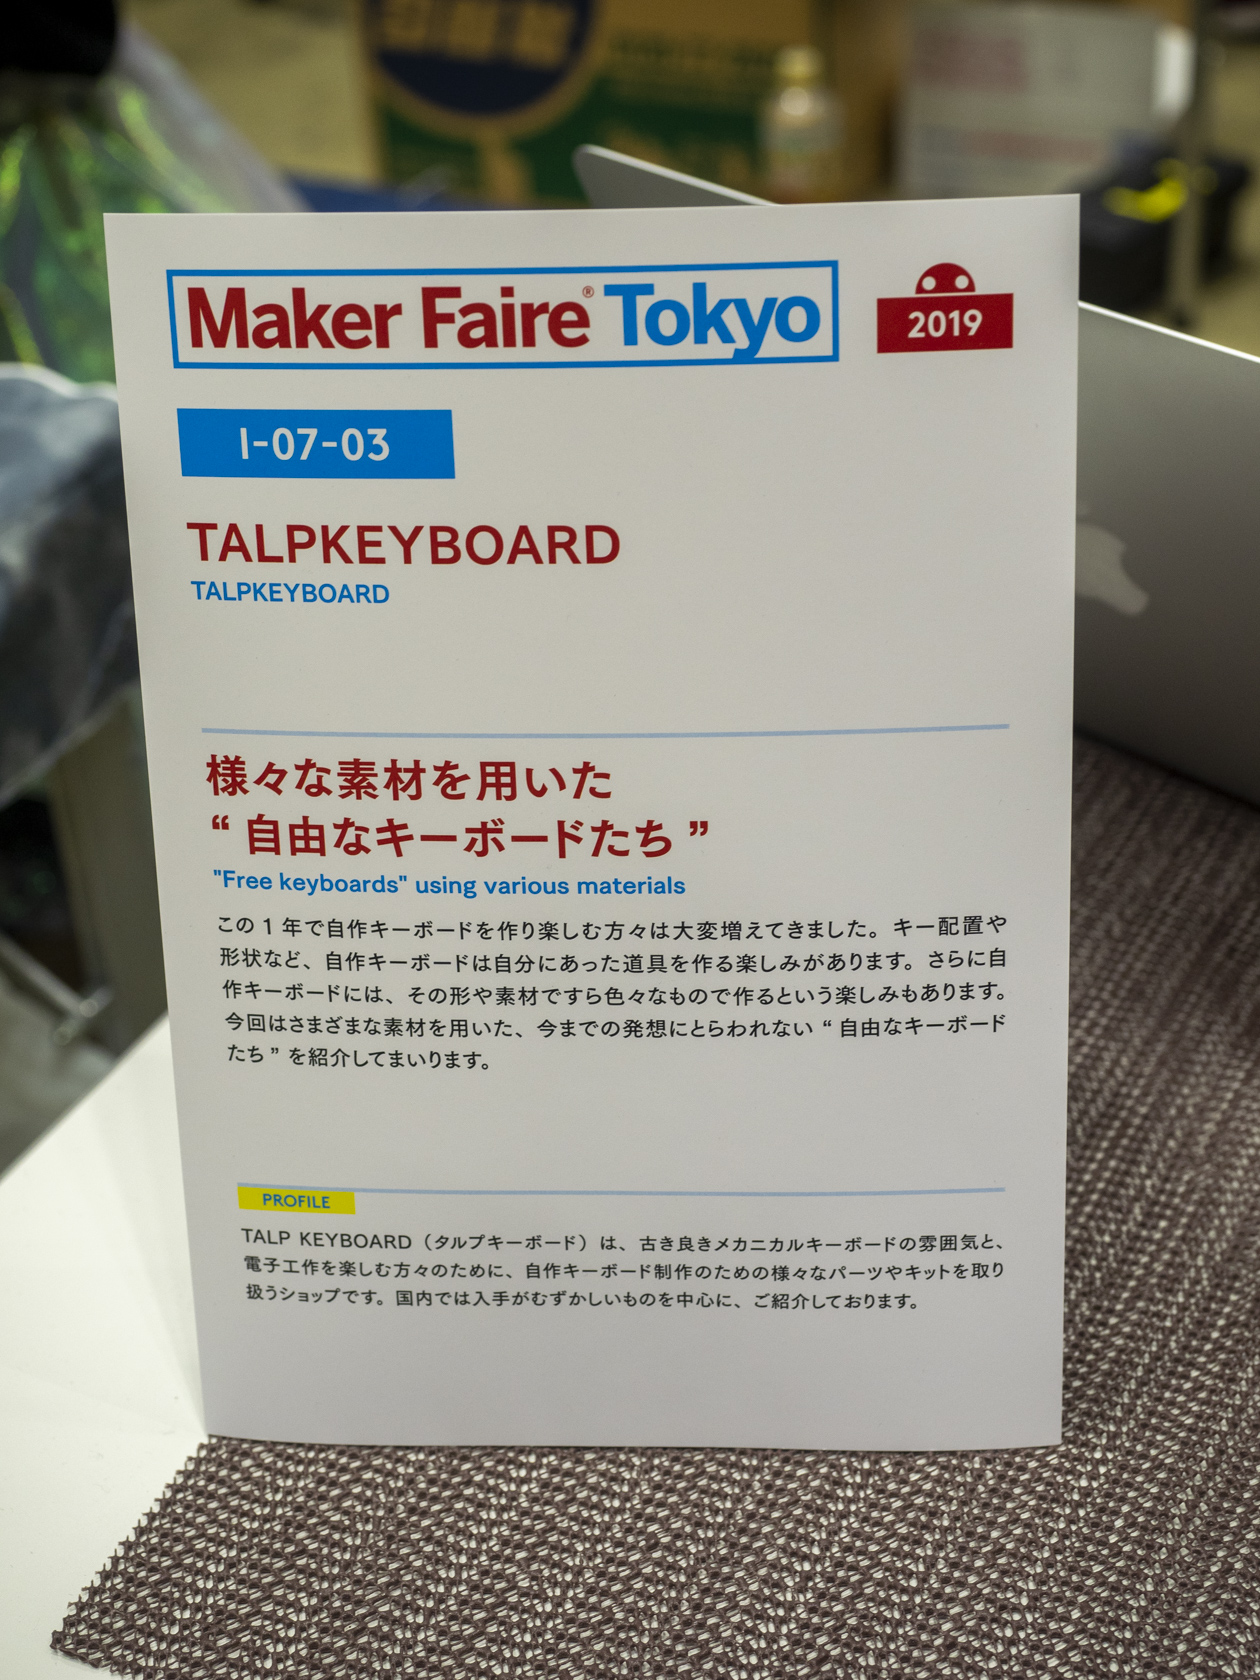 Maker Faire® Tokyo
2019
I-07-03
TALPKEYBOARD
TALPKEYBOARD
様々な素材を用いた
“ 自由なキーボードたち ”
"Free keyboards" using various materials
この 1 年で自作キーボードを作り楽しむ方々は大変増えてきました。キー配置や
形状など、自作キーボードは自分にあった道具を作る楽しみがあります。さらに自
作キーボードには、その形や素材ですら色々なもので作るという楽しみもあります。
今回はさまざまな素材を用いた、今までの発想にとらわれない “ 自由なキーボード
たち ” を紹介してまいります。
PROFILE
TALP KEYBOARD（タルプキーボード）は、古き良きメカニカルキーボードの雰囲気と、
電子工作を楽しむ方々のために、自作キーボード制作のための様々なパーツやキットを取り
扱うショップです。国内では入手がむずかしいものを中心に、ご紹介しております。